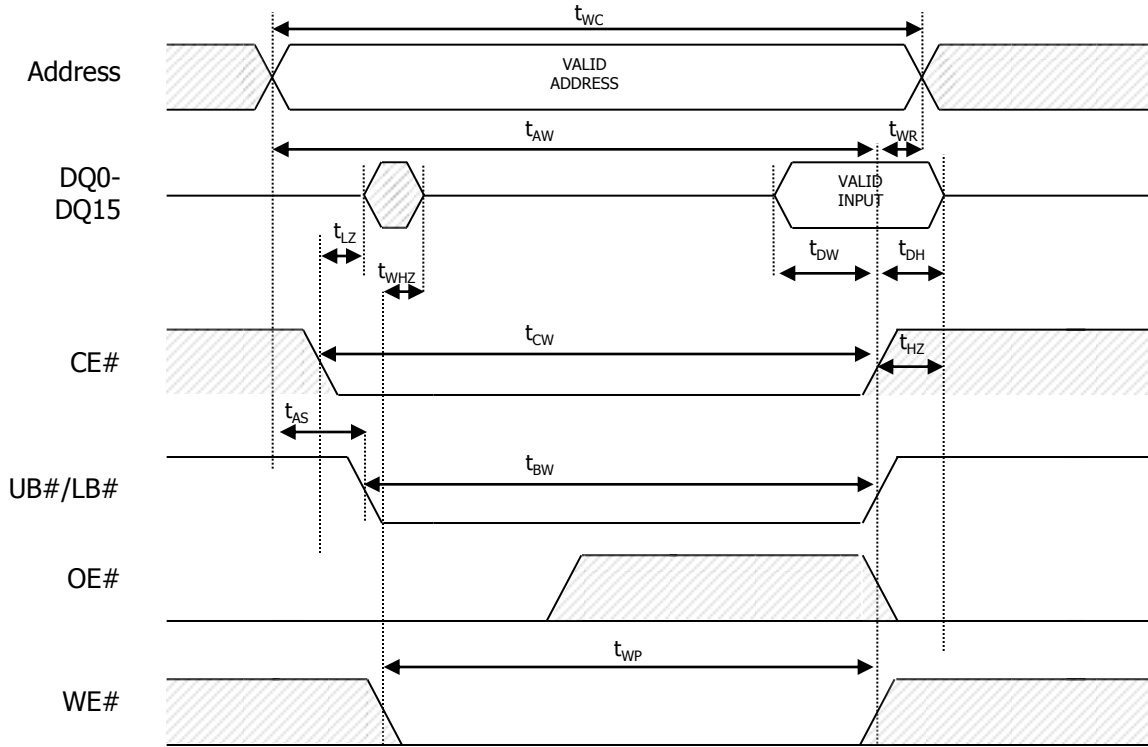 tWC
Address
VALID
ADDRESS
tAW
tWR
DQ0-
DQ15
VALID
INPUT
tLZ
tWHZ
tDW
tDH
tCW
tHZ
CE#
tAS
tBW
UB#/LB#
OE#
tWP
WE#